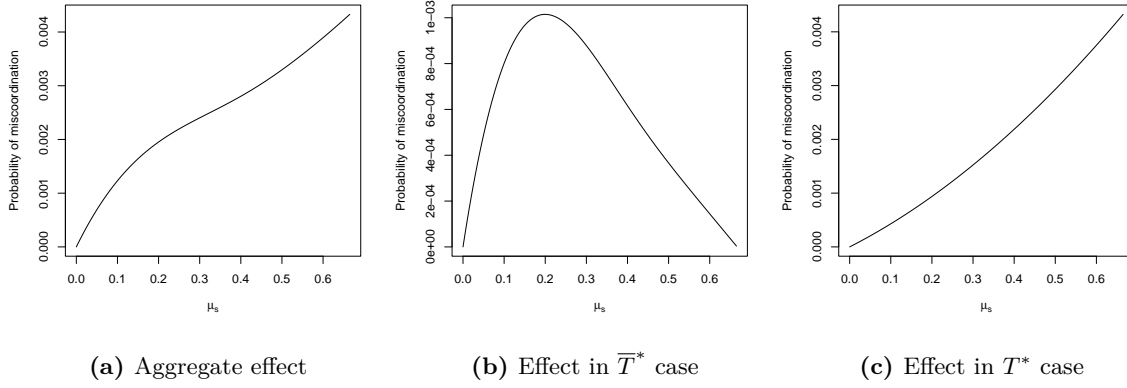 Probability of miscoordination
0.004
0.003
0.002
0.001
0.000
0.0 0.1 0.2 0.3 0.4 0.5 0.6
μs
(a) Aggregate effect
Probability of miscoordination
1e−03
8e−04
6e−04
4e−04
2e−04
0e+00
0.0 0.1 0.2 0.3 0.4 0.5 0.6
μs
(b) Effect in T̅* case
Probability of miscoordination
0.004
0.003
0.002
0.001
0.000
0.0 0.1 0.2 0.3 0.4 0.5 0.6
μs
(c) Effect in T* case